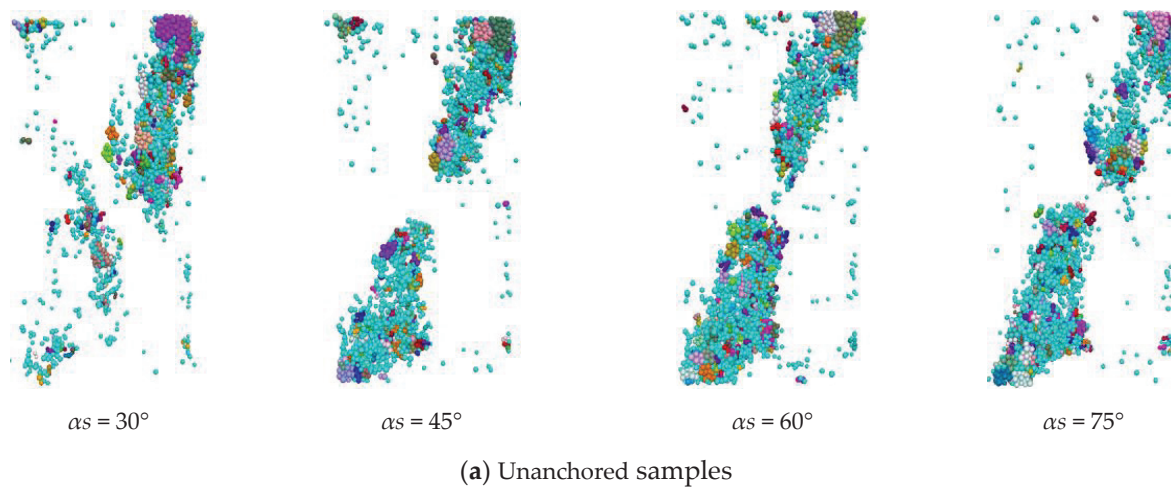 αs = 30° αs = 45° αs = 60° αs = 75°
(a) Unanchored samples